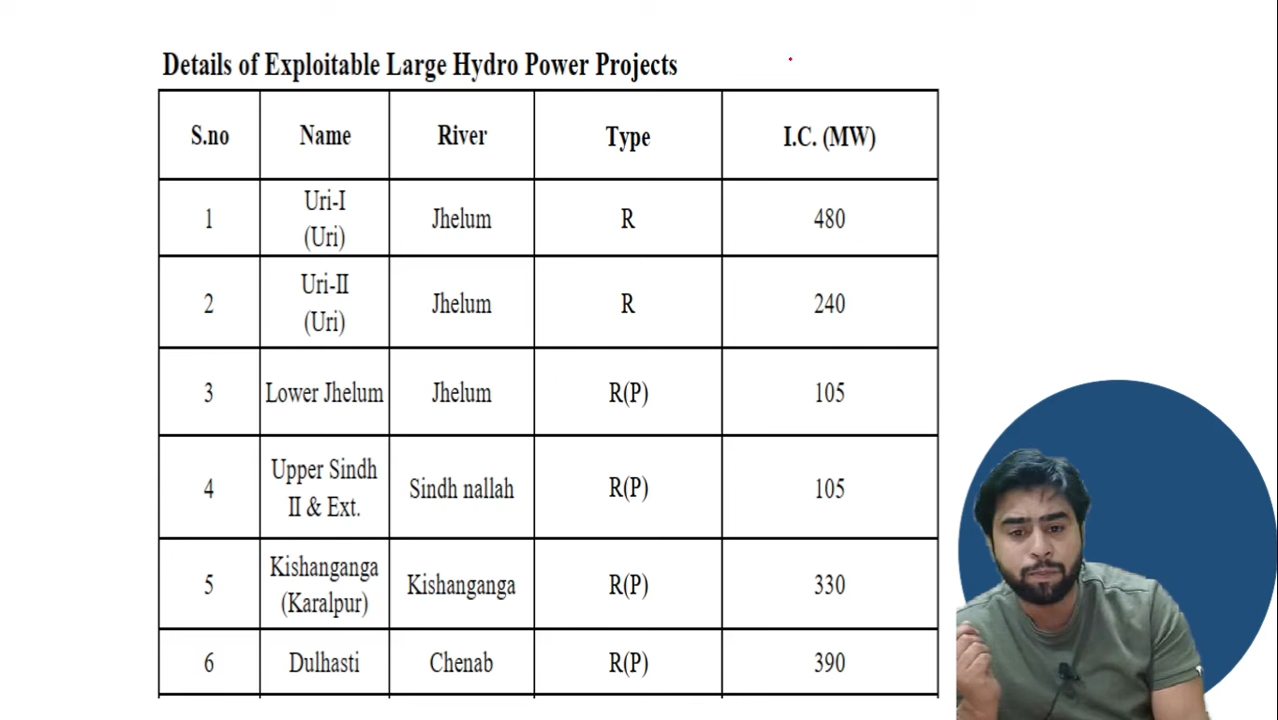 Details of Exploitable Large Hydro Power Projects
S.no Name River Type I.C. (MW)
1 Uri-I (Uri) Jhelum R 480
2 Uri-II (Uri) Jhelum R 240
3 Lower Jhelum Jhelum R(P) 105
4 Upper Sindh II & Ext. Sindh nallah R(P) 105
5 Kishanganga (Karalpur) Kishanganga R(P) 330
6 Dulhasti Chenab R(P) 390